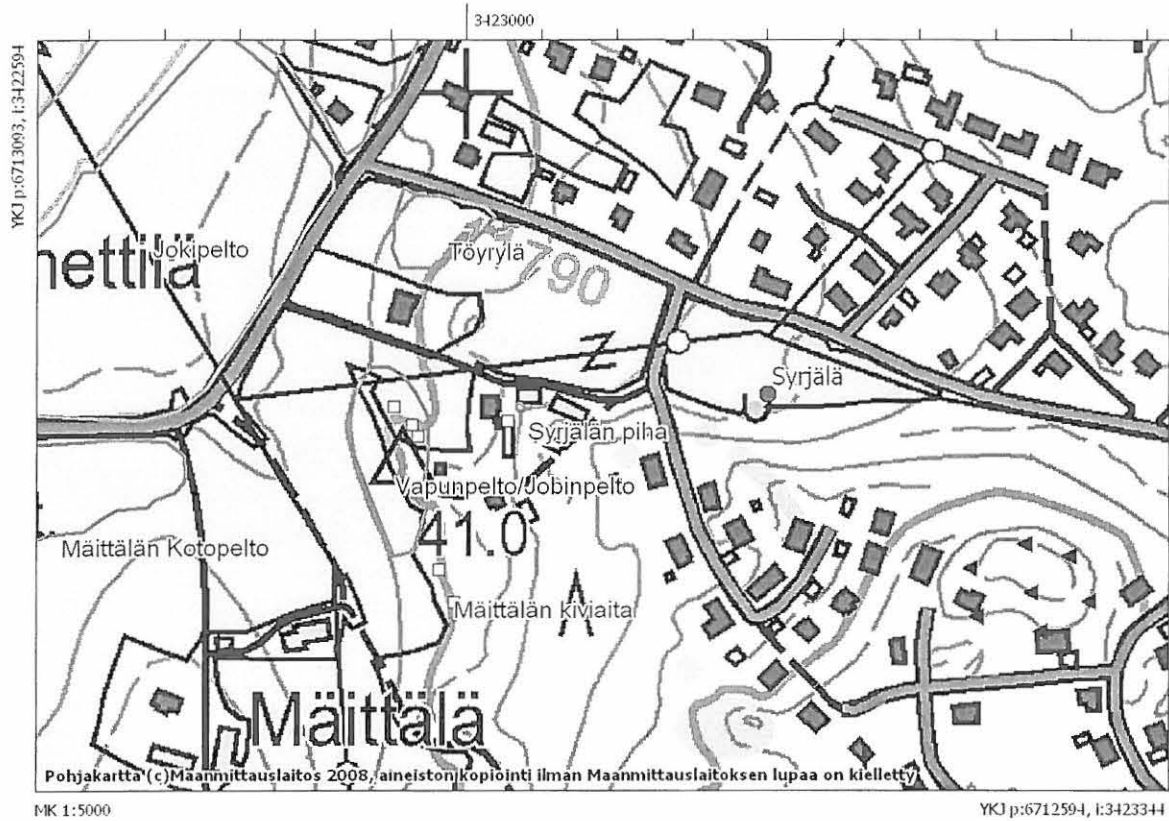 3423000
YKJ p:6713093, i:3422594
Jokipelto
nettilä
Töyrylä
790
Syrjälä
Syrjälän piha
Vapunpelto/Jobinpelto
41.0
Mäittälän Kotopelto
Mäittälän kiviaita
Mäittälä
Pohjakartta (c)Maanmittauslaitos 2008, aineiston kopiointi ilman Maanmittauslaitoksen lupaa on kielletty
MK 1:5000
YKJ p:6712594, i:3423344